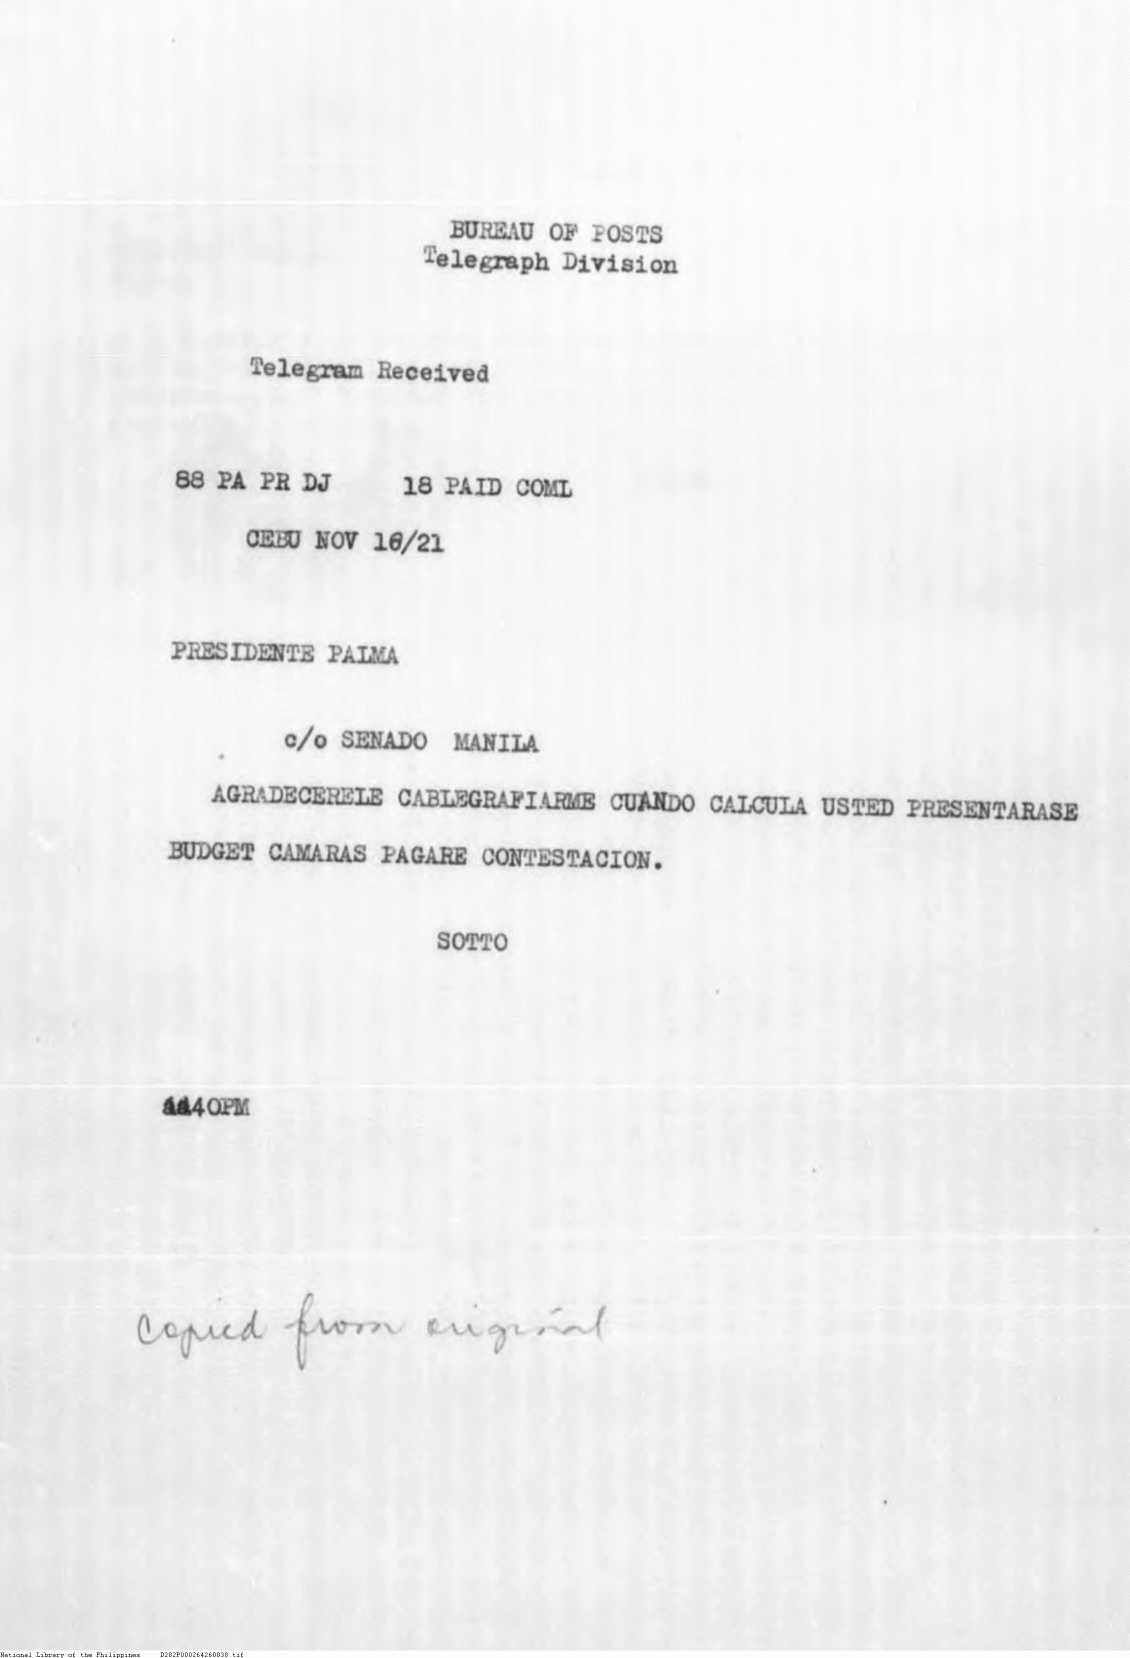 BUREAU OF POSTS
Telegraph Division
Telegram Received
88 PA PR DJ 18 PAID COML
CEBU NOV 16/21
PRESIDENTE PALMA
c/o SENADO MANILA
AGRADECERELE CABLEGRAFIARME CUANDO CALCULA USTED PRESENTARASE
BUDGET CAMARAS PAGARE CONTESTACION.
SOTTO
440PM
copied from original
National Library of the Philippines D282P000264260838.tif